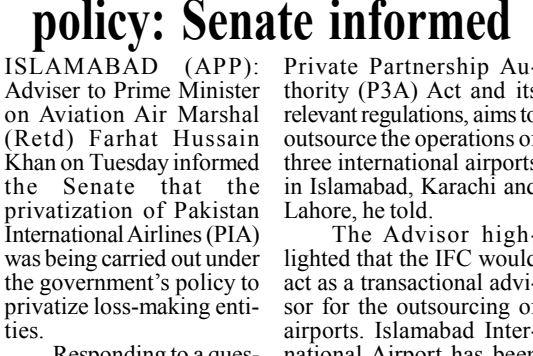 policy: Senate informed
ISLAMABAD (APP):
Adviser to Prime Minister
on Aviation Air Marshal
(Retd) Farhat Hussain
Khan on Tuesday informed
the Senate that the
privatization of Pakistan
International Airlines (PIA)
was being carried out under
the government's policy to
privatize loss-making enti-
ties.
Responding to a ques-
Private Partnership Au-
thority (P3A) Act and its
relevant regulations, aims to
outsource the operations of
three international airports
in Islamabad, Karachi and
Lahore, he told.
The Advisor high-
lighted that the IFC would
act as a transactional advi-
sor for the outsourcing of
airports. Islamabad Inter-
national Airport has been